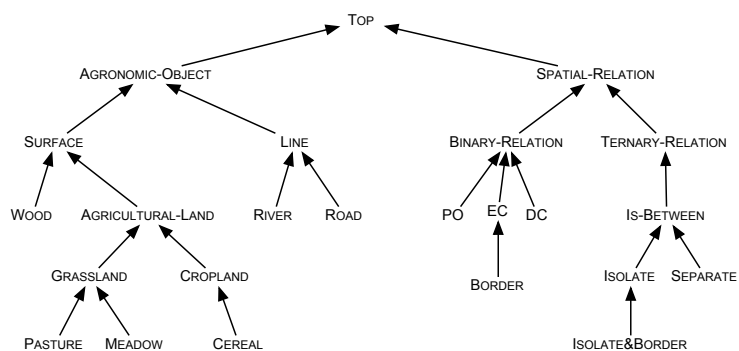 TOP
AGRONOMIC-OBJECT SPATIAL-RELATION
SURFACE LINE BINARY-RELATION TERNARY-RELATION
WOOD AGRICULTURAL-LAND RIVER ROAD PO EC DC IS-BETWEEN
GRASSLAND CROPLAND BORDER ISOLATE SEPARATE
PASTURE MEADOW CEREAL ISOLATE&BORDER